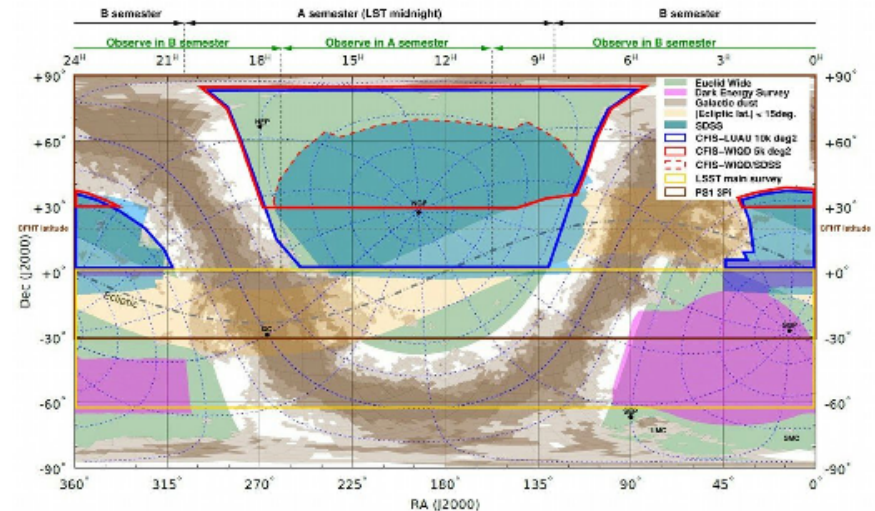 B semester A semester (LST midnight) B semester
Observe in B semester Observe in A semester Observe in B semester
24H 21H 18H 15H 12H 9H 6H 3H 0H
+90° +90°
Euclid Wide
Dark Energy Survey
Galactic dust
|Ecliptic lat.| < 15deg.
SDSS
CFIS-LUAU 10k deg2
CFIS-WIQD 5k deg2
CFIS-WIQD/SDSS
LSST main survey
PS1 3Pi
NEP
+60° +60°
+30° +30°
NGP
CFHT latitude CFHT latitude
+0° +0°
Ecliptic
GC
SGP
-30° -30°
-60° -60°
SEP
LMC
SMC
-90° -90°
360° 315° 270° 225° 180° 135° 90° 45° 0°
RA (J2000)
Dec (J2000)